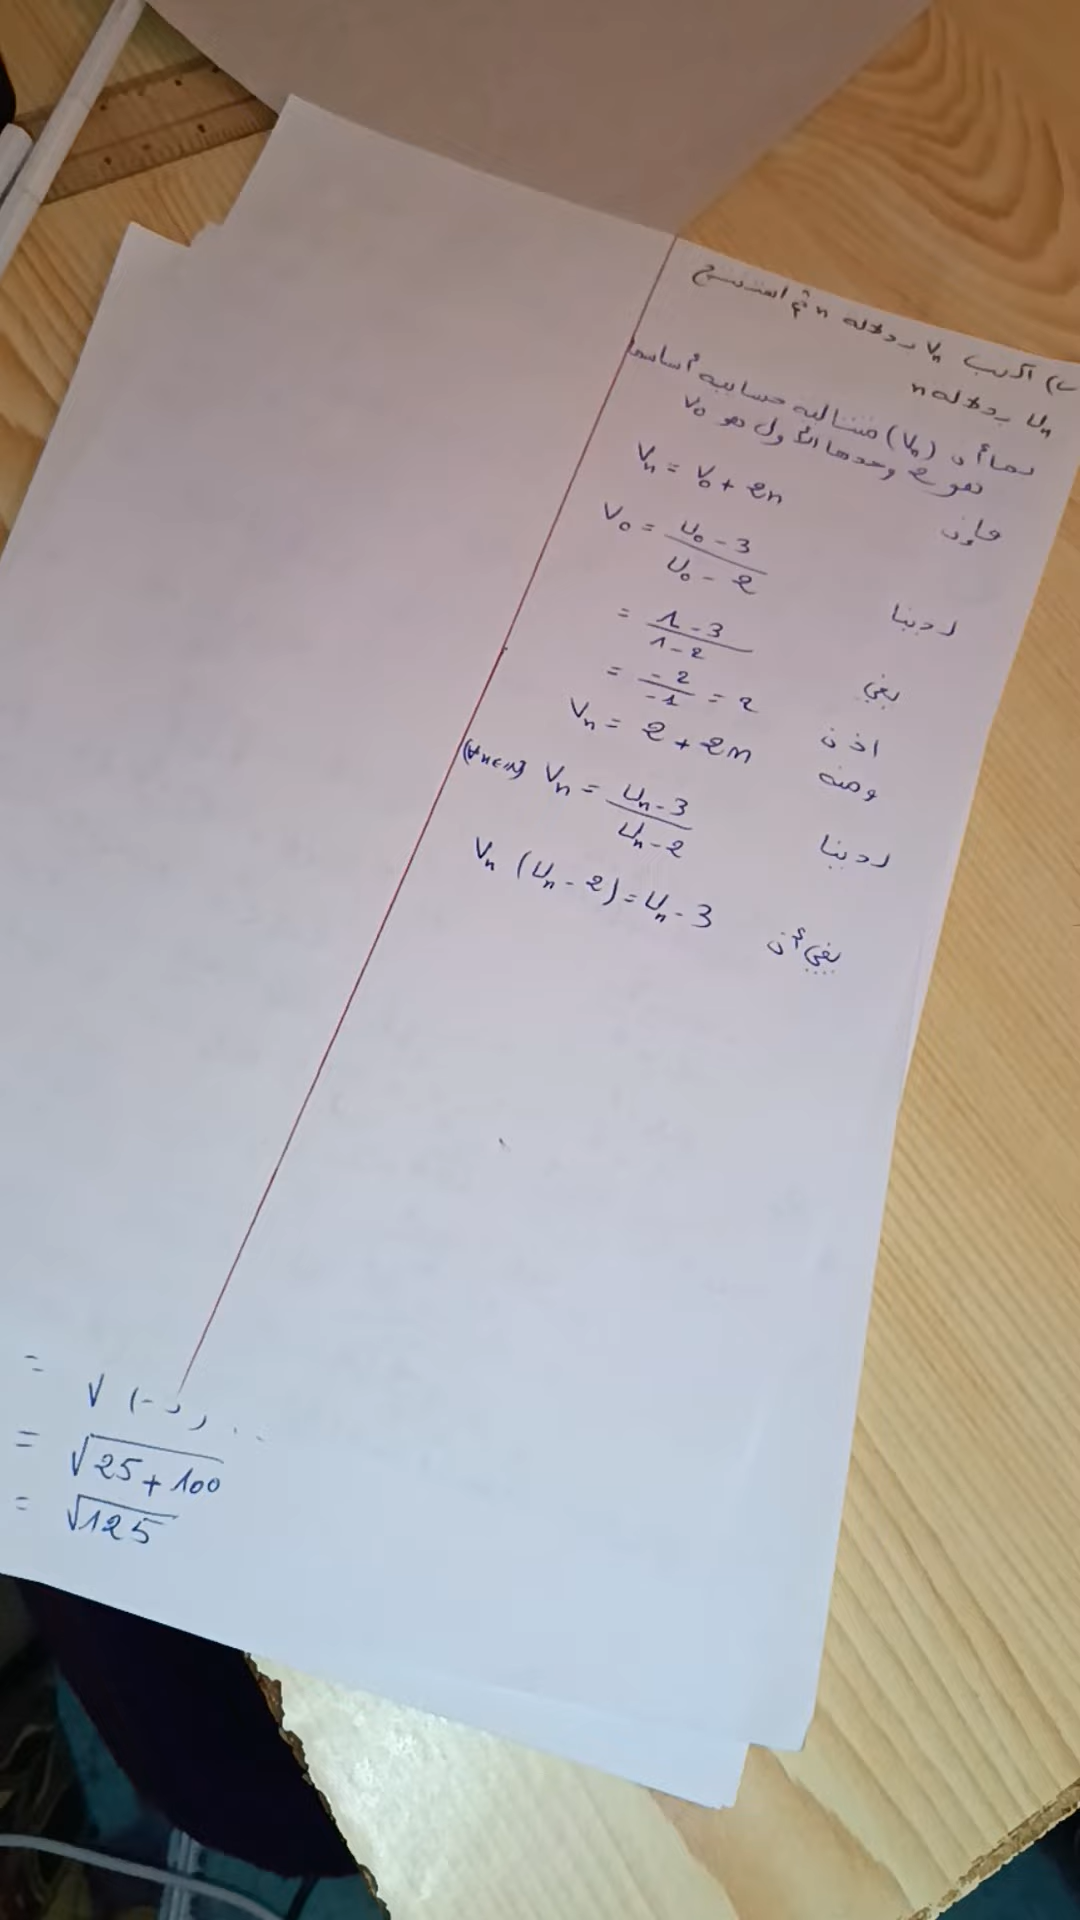 ب) أكتب Vn بدلالة n ثم استنتج
Un بدلالة n
بما أن (Vn) متتالية حسابية أساسها
هو 2 وحدها الأول هو V0
فإن Vn = V0 + 2n
لدينا V0 = (U0 - 3)/(U0 - 2)
يعني = (1 - 3)/(1 - 2)
اذن = (-2)/(-1) = 2
ومنه Vn = 2 + 2n
لدينا Vn = (Un - 3)/(Un - 2) (∀n∈ℕ)
يعني أن Vn (Un - 2) = Un - 3
=
√(-
= √25 + 100
= √125